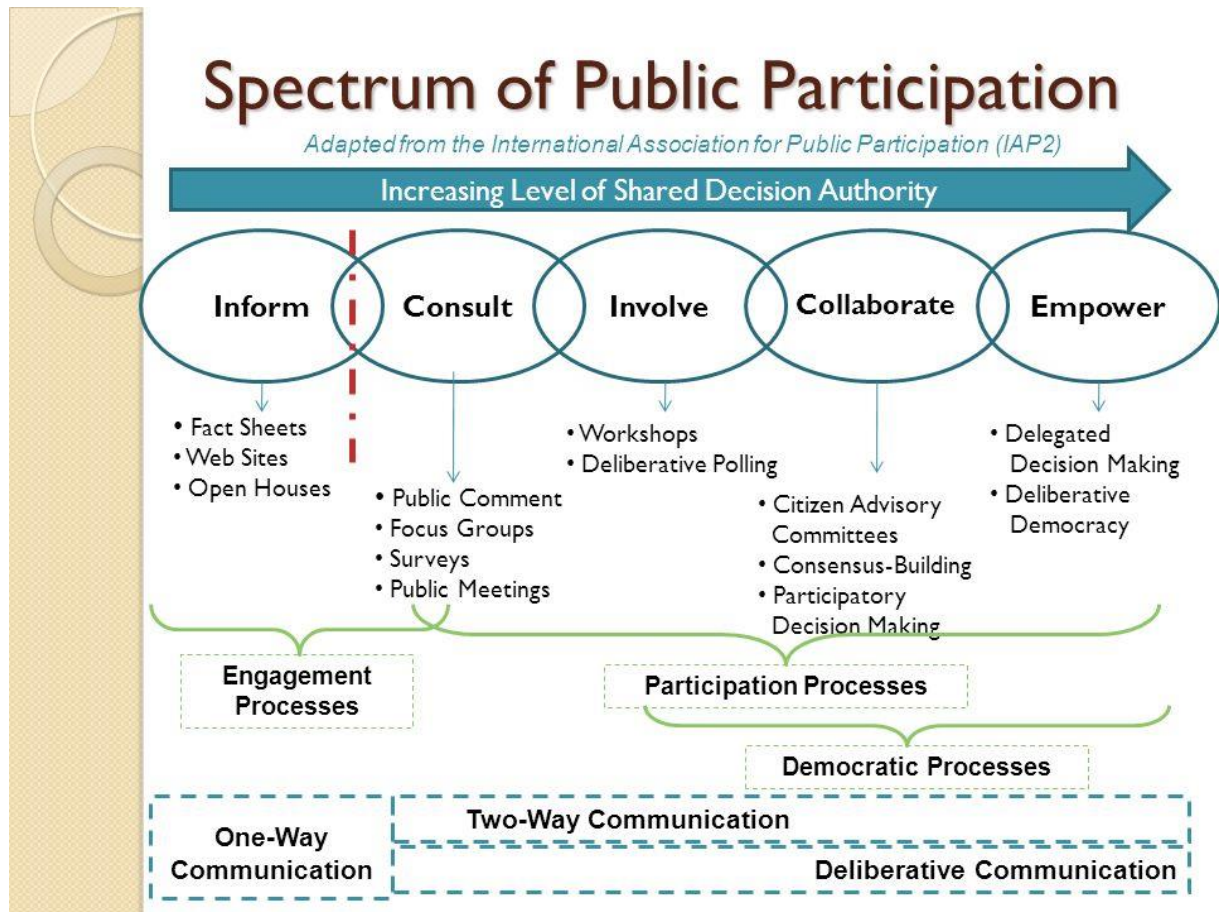 Spectrum of Public Participation
Adapted from the International Association for Public Participation (IAP2)
Increasing Level of Shared Decision Authority
Inform
Consult
Involve
Collaborate
Empower
• Fact Sheets
• Web Sites
• Open Houses
• Public Comment
• Focus Groups
• Surveys
• Public Meetings
• Workshops
• Deliberative Polling
• Citizen Advisory
Committees
• Consensus-Building
• Participatory
Decision Making
• Delegated
Decision Making
• Deliberative
Democracy
Engagement
Processes
Participation Processes
Democratic Processes
One-Way
Communication
Two-Way Communication
Deliberative Communication